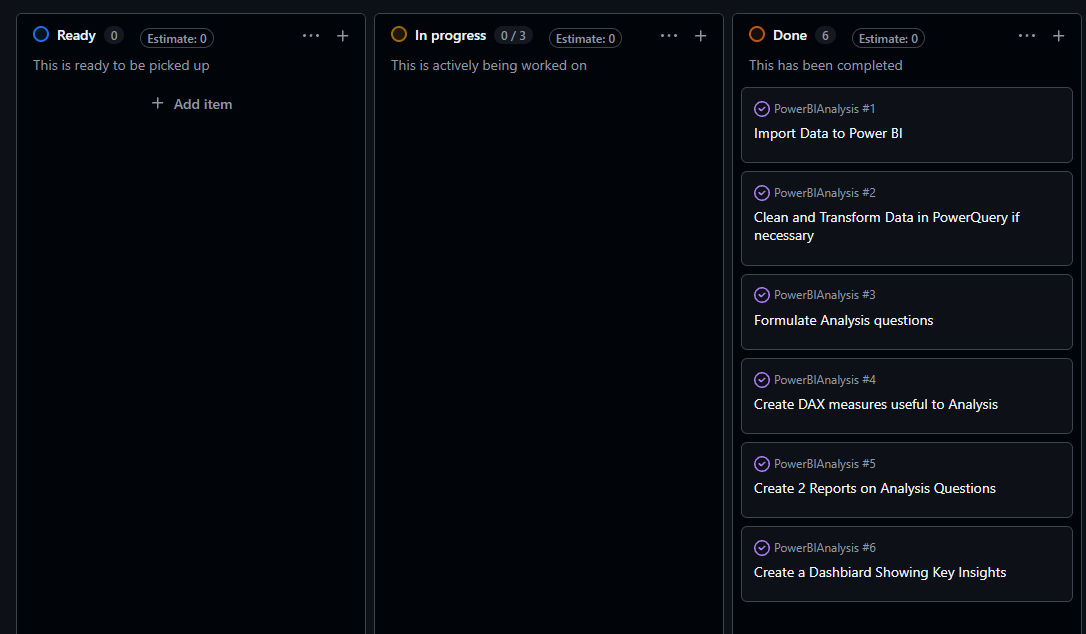 Ready 0 Estimate: 0
This is ready to be picked up
Add item
In progress 0 / 3 Estimate: 0
This is actively being worked on
Done 6 Estimate: 0
This has been completed
PowerBIAnalysis #1
Import Data to Power BI
PowerBIAnalysis #2
Clean and Transform Data in PowerQuery if
necessary
PowerBIAnalysis #3
Formulate Analysis questions
PowerBIAnalysis #4
Create DAX measures useful to Analysis
PowerBIAnalysis #5
Create 2 Reports on Analysis Questions
PowerBIAnalysis #6
Create a Dashbiard Showing Key Insights